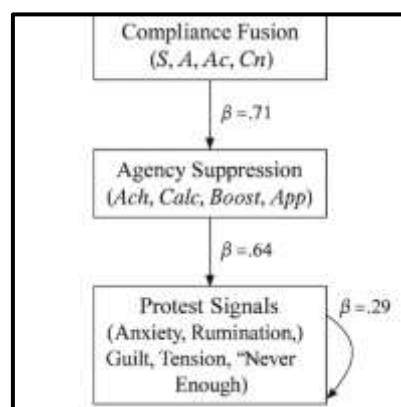 Compliance Fusion
(S, A, Ac, Cn)
β =.71
Agency Suppression
(Ach, Calc, Boost, App)
β =.64
Protest Signals
β =.29
(Anxiety, Rumination,)
Guilt, Tension, “Never
Enough)